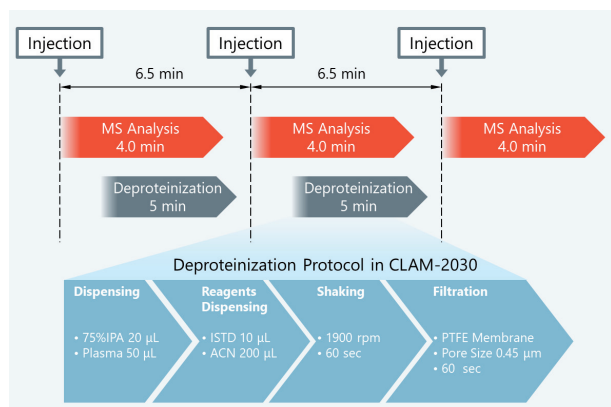 Injection
Injection
Injection
6.5 min
6.5 min
MS Analysis
4.0 min
MS Analysis
4.0 min
MS Analysis
4.0 min
Deproteinization
5 min
Deproteinization
5 min
Deproteinization Protocol in CLAM-2030
Dispensing
• 75%IPA 20 µL
• Plasma 50 µL
Reagents
Dispensing
• ISTD 10 µL
• ACN 200 µL
Shaking
• 1900 rpm
• 60 sec
Filtration
• PTFE Membrane
• Pore Size 0.45 µm
• 60 sec